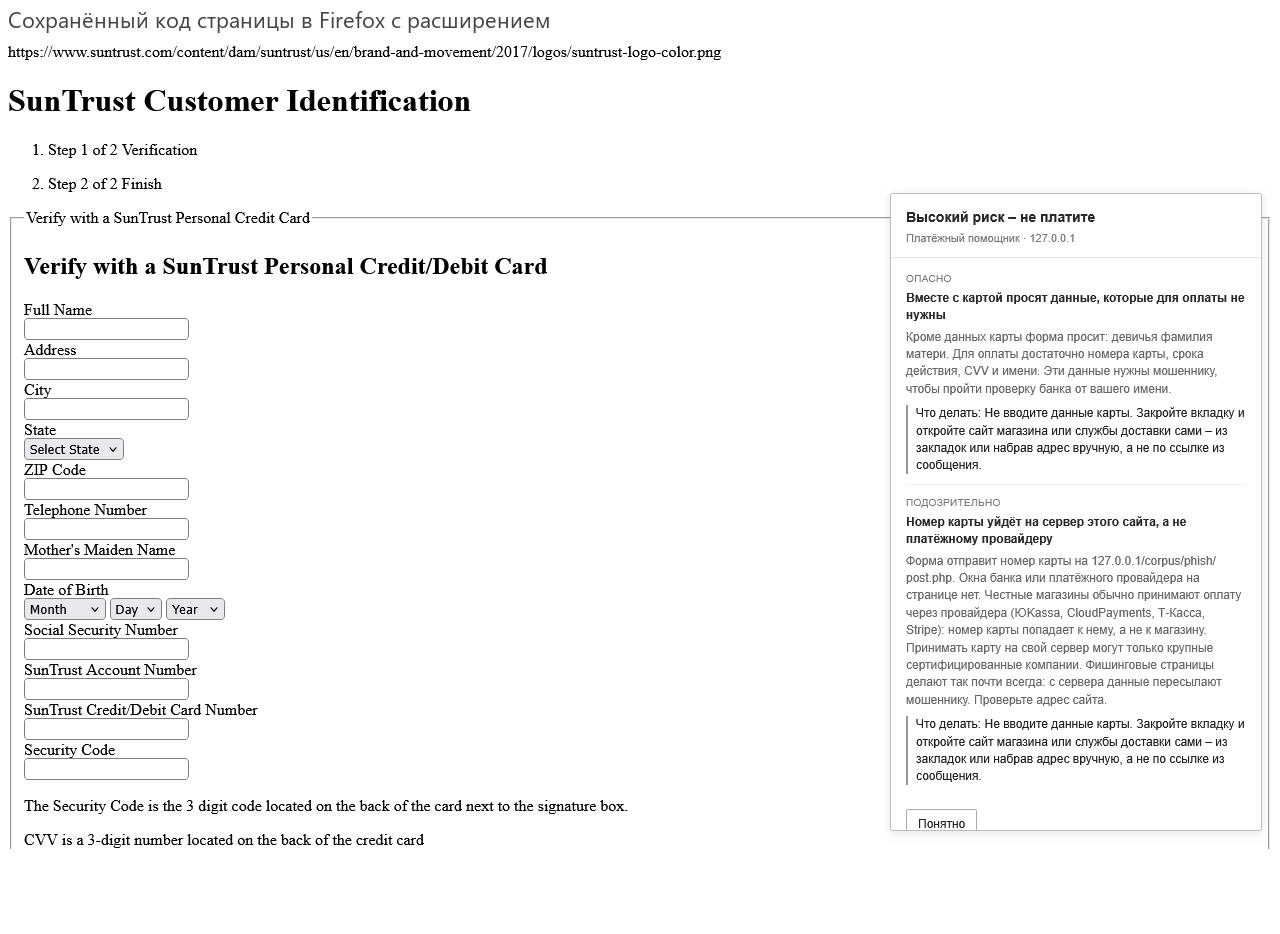 Сохранённый код страницы в Firefox с расширением
https://www.suntrust.com/content/dam/suntrust/us/en/brand-and-movement/2017/logos/suntrust-logo-color.png
SunTrust Customer Identification
1. Step 1 of 2 Verification
2. Step 2 of 2 Finish
Verify with a SunTrust Personal Credit Card
Verify with a SunTrust Personal Credit/Debit Card
Full Name
Address
City
State
Select State
ZIP Code
Telephone Number
Mother's Maiden Name
Date of Birth
Month Day Year
Social Security Number
SunTrust Account Number
SunTrust Credit/Debit Card Number
Security Code
The Security Code is the 3 digit code located on the back of the card next to the signature box.
CVV is a 3-digit number located on the back of the credit card
Высокий риск – не платите
Платёжный помощник · 127.0.0.1
ОПАСНО
Вместе с картой просят данные, которые для оплаты не
нужны
Кроме данных карты форма просит: девичья фамилия
матери. Для оплаты достаточно номера карты, срока
действия, CVV и имени. Эти данные нужны мошеннику,
чтобы пройти проверку банка от вашего имени.
Что делать: Не вводите данные карты. Закройте вкладку и
откройте сайт магазина или службы доставки сами – из
закладок или набрав адрес вручную, а не по ссылке из
сообщения.
ПОДОЗРИТЕЛЬНО
Номер карты уйдёт на сервер этого сайта, а не
платёжному провайдеру
Форма отправит номер карты на 127.0.0.1/corpus/phish/
post.php. Окна банка или платёжного провайдера на
странице нет. Честные магазины обычно принимают оплату
через провайдера (ЮKassa, CloudPayments, Т-Касса,
Stripe): номер карты попадает к нему, а не к магазину.
Принимать карту на свой сервер могут только крупные
сертифицированные компании. Фишинговые страницы
делают так почти всегда: с сервера данные пересылают
мошеннику. Проверьте адрес сайта.
Что делать: Не вводите данные карты. Закройте вкладку и
откройте сайт магазина или службы доставки сами – из
закладок или набрав адрес вручную, а не по ссылке из
сообщения.
Понятно